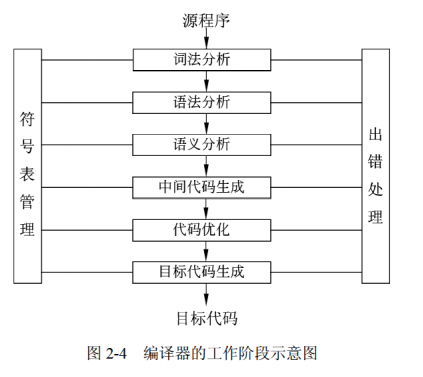 源程序
词法分析
语法分析
语义分析
中间代码生成
代码优化
目标代码生成
符号表管理
出错处理
目标代码
图 2-4 编译器的工作阶段示意图